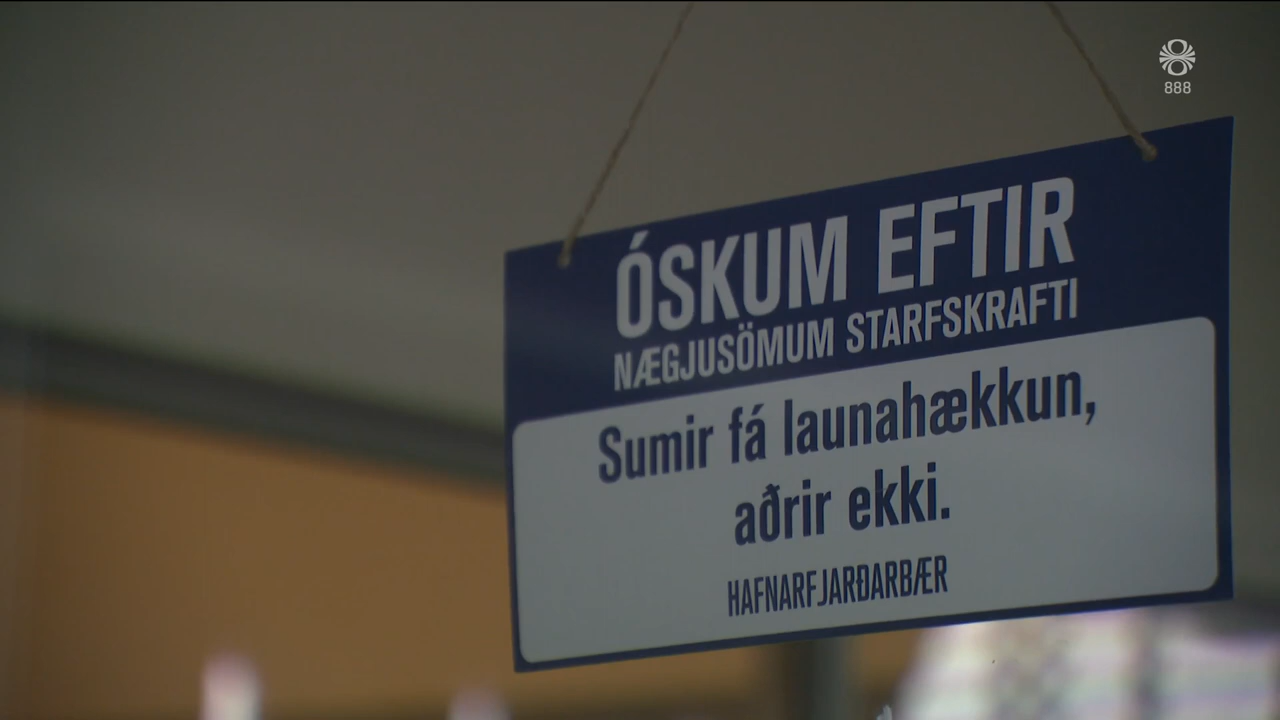 888
ÓSKUM EFTIR
NÆGJUSÖMUM STARFSKRAFTI
Sumir fá launahækkun,
aðrir ekki.
HAFNARFJARÐARBÆR